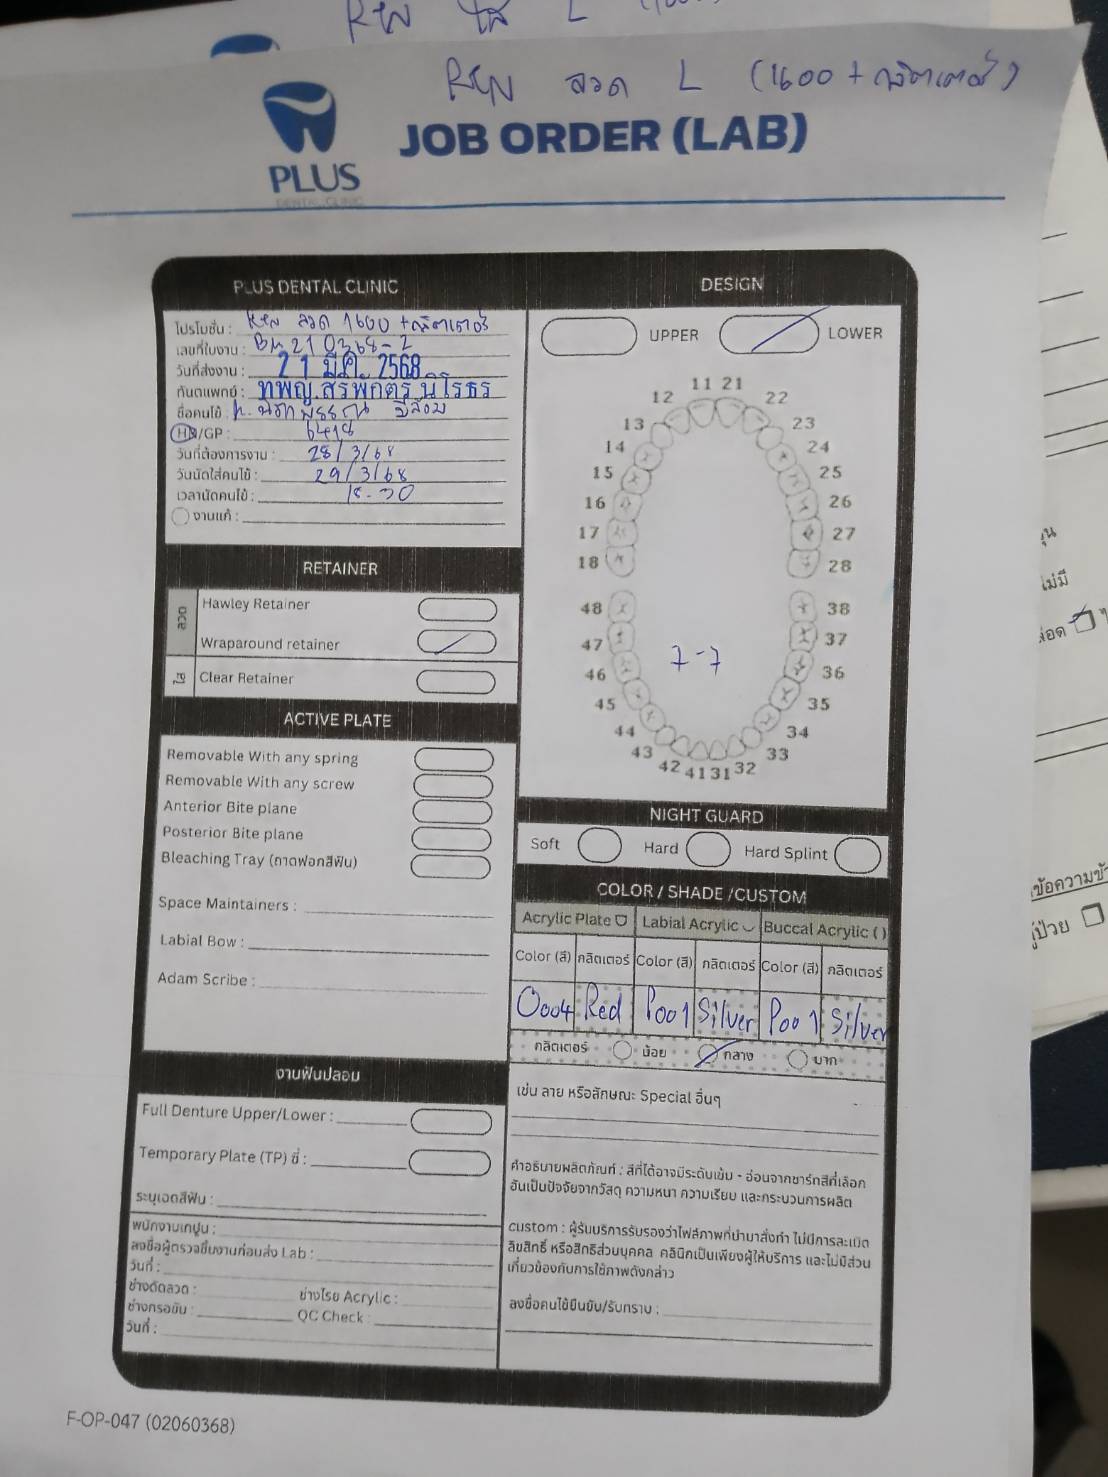 L
ลวด L (1600 + กลิตเตอร์)
PLUS
DENTAL CLINIC
JOB ORDER (LAB)
PLUS DENTAL CLINIC
โปรโมชั่น : ลวด 1600 + กลิตเตอร์
เลขที่ใบงาน : BM210368-2
วันที่ส่งงาน : 21 มี.ค. 2568
ทันตแพทย์ : ทพญ.สรพักตร์ นิโรธร
ชื่อคนไข้ :
HN/GP : 6418
วันที่ต้องการงาน : 28/3/68
วันนัดใส่คนไข้ : 29/3/68
เวลานัดคนไข้ :
งานแก้ :
DESIGN
UPPER
LOWER
11 21
12 22
13 23
14 24
15 25
16 26
17 27
18 28
48 38
47 37
7-7
46 36
45 35
44 34
43 33
42 41 31 32
RETAINER
ลวด
Hawley Retainer
Wraparound retainer
ใส
Clear Retainer
ACTIVE PLATE
Removable With any spring
Removable With any screw
Anterior Bite plane
Posterior Bite plane
Bleaching Tray (ถาดฟอกสีฟัน)
Space Maintainers :
Labial Bow :
Adam Scribe :
NIGHT GUARD
Soft
Hard
Hard Splint
COLOR / SHADE /CUSTOM
Acrylic Plate
Labial Acrylic
Buccal Acrylic ( )
Color (สี) กลิตเตอร์ Color (สี) กลิตเตอร์ Color (สี) กลิตเตอร์
O004 Red P001 Silver P001 Silver
กลิตเตอร์ น้อย กลาง มาก
เช่น ลาย หรือลักษณะ Special อื่นๆ
คำอธิบายผลิตภัณฑ์ : สีที่ได้อาจมีระดับเข้ม - อ่อนจากชาร์ทสีที่เลือก
อันเป็นปัจจัยจากวัสดุ ความหนา ความเรียบ และกระบวนการผลิต
custom : ผู้รับบริการรับรองว่าไฟล์ภาพที่นำมาสั่งทำ ไม่มีการละเมิด
ลิขสิทธิ์ หรือสิทธิส่วนบุคคล คลินิกเป็นเพียงผู้ให้บริการ และไม่มีส่วน
เกี่ยวข้องกับการใช้ภาพดังกล่าว
ลงชื่อคนไข้ยืนยัน/รับทราบ :
งานฟันปลอม
Full Denture Upper/Lower :
Temporary Plate (TP) ซี่ :
ระบุเฉดสีฟัน :
พนักงานเทปูน :
ลงชื่อผู้ตรวจชิ้นงานก่อนส่ง Lab :
วันที่ :
ช่างดัดลวด : ช่างโรย Acrylic :
ช่างกรอขัด : QC Check :
วันที่ :
F-OP-047 (02060368)
ไม่มี